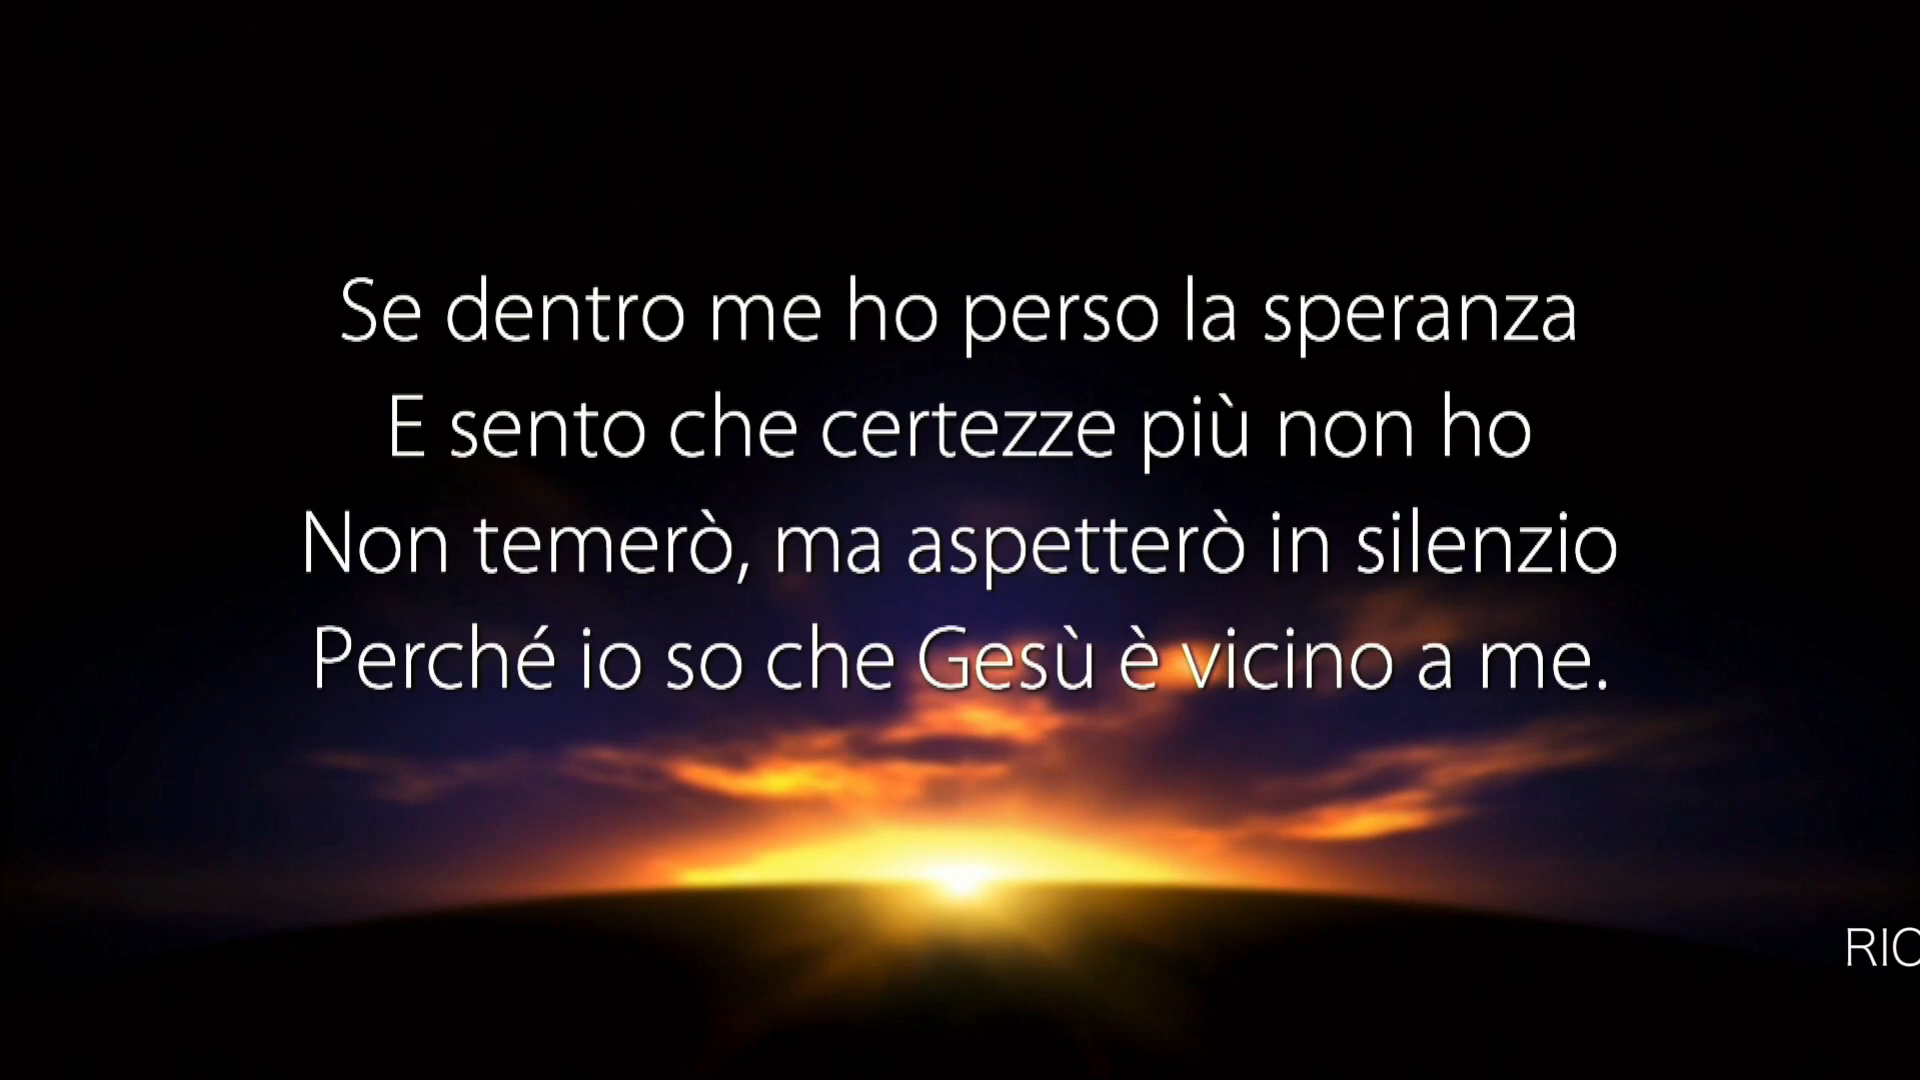 Se dentro me ho perso la speranza
E sento che certezze più non ho
Non temerò, ma aspetterò in silenzio
Perché io so che Gesù è vicino a me.